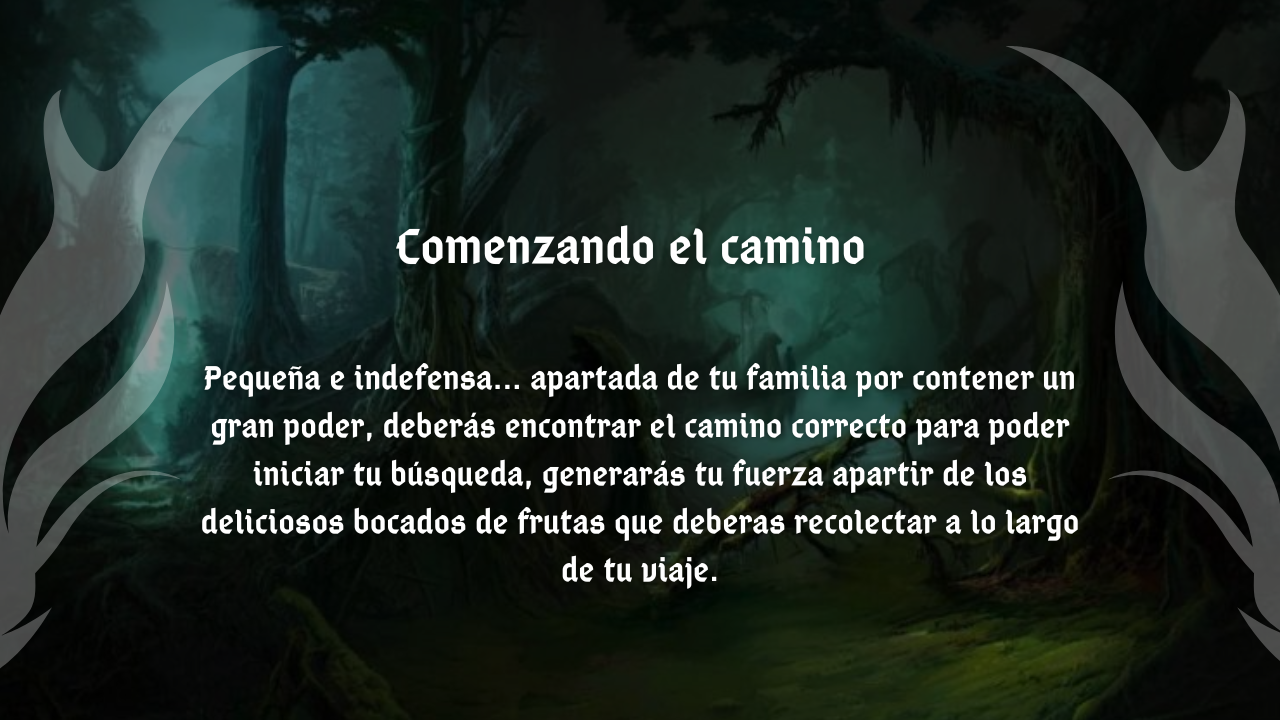 Comenzando el camino
Pequeña e indefensa... apartada de tu familia por contener un
gran poder, deberás encontrar el camino correcto para poder
iniciar tu búsqueda, generarás tu fuerza apartir de los
deliciosos bocados de frutas que deberas recolectar a lo largo
de tu viaje.